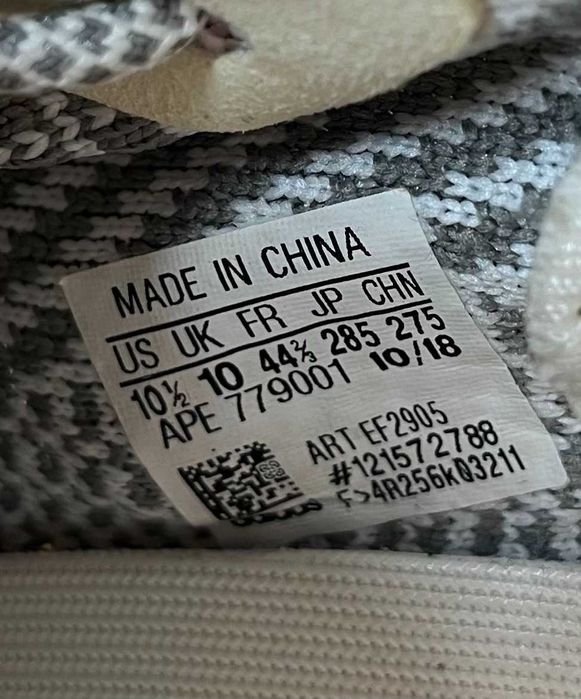 MADE IN CHINA
US UK FR JP CHN
10½ 10 44⅔ 285 275
APE 779001 10/18
ART EF2905
#121572788
F>4R256k03211